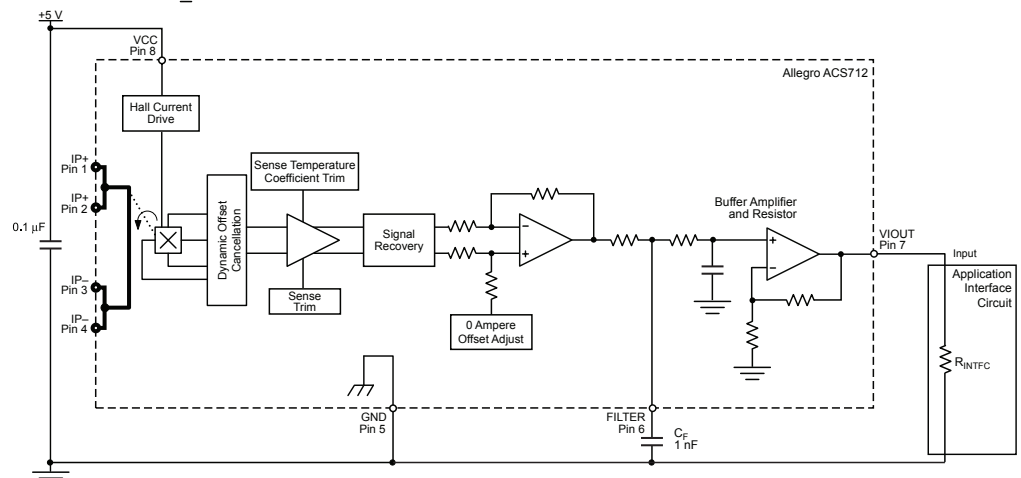 +5 V
VCC
Pin 8
Allegro ACS712
Hall Current
Drive
IP+
Pin 1
IP+
Pin 2
IP–
Pin 3
IP–
Pin 4
0.1 μF
Dynamic Offset
Cancellation
Sense Temperature
Coefficient Trim
Sense
Trim
Signal
Recovery
0 Ampere
Offset Adjust
Buffer Amplifier
and Resistor
VIOUT
Pin 7
Input
Application
Interface
Circuit
RINTFC
GND
Pin 5
FILTER
Pin 6
CF
1 nF